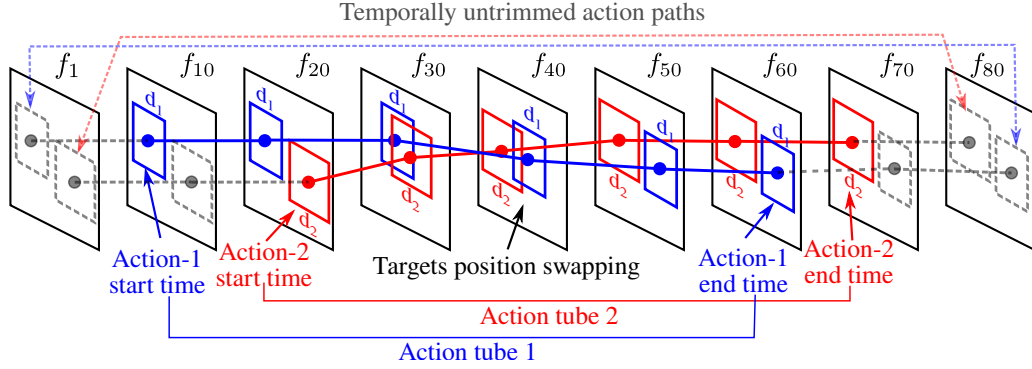 Temporally untrimmed action paths
f1 f10 f20 f30 f40 f50 f60 f70 f80
d1 d1 d1 d1 d1 d1
d2 d2 d2 d2 d2 d2
Action-1
start time
Action-2
start time
Targets position swapping
Action-1
end time
Action-2
end time
Action tube 2
Action tube 1